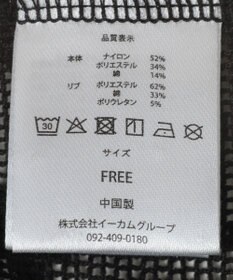 品質表示
本体 ナイロン 52%
ポリエステル 34%
綿 14%
リブ ポリエステル 62%
綿 33%
ポリウレタン 5%
30
サイズ
FREE
中国製
株式会社イーカムグループ
092-409-0180